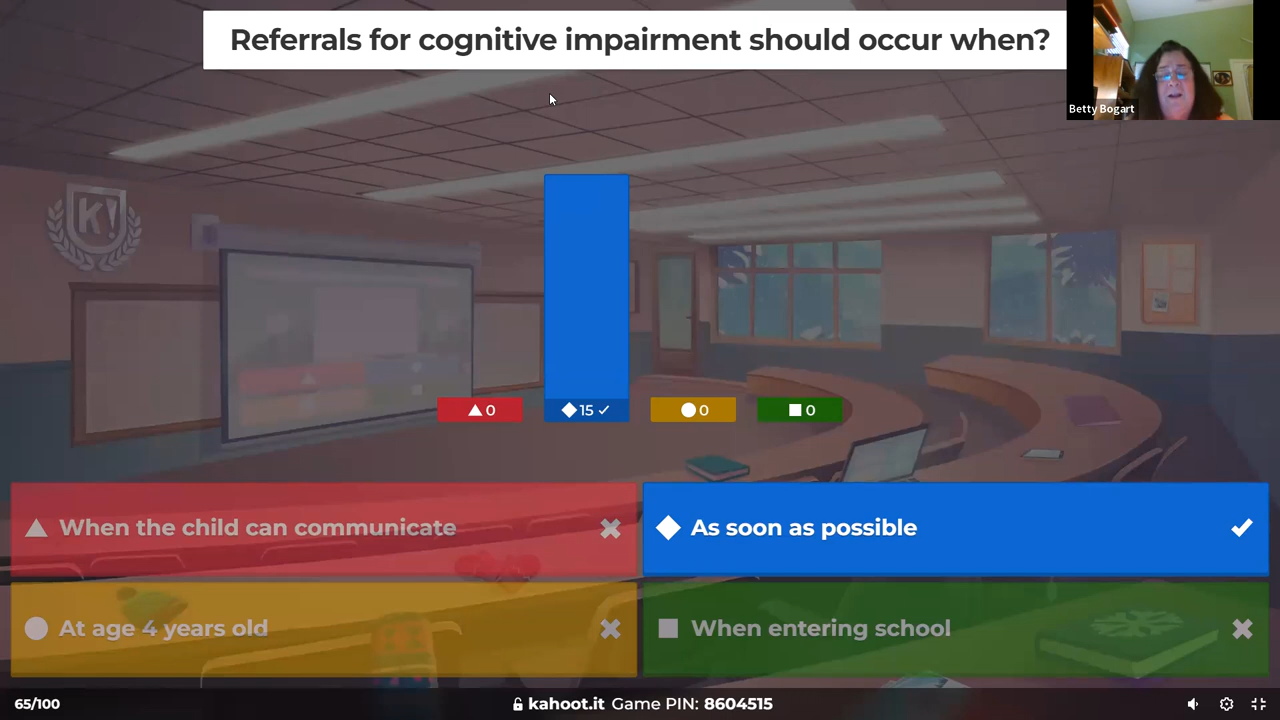 Referrals for cognitive impairment should occur when?
Betty Bogart
K!
0
15
0
0
When the child can communicate
As soon as possible
At age 4 years old
When entering school
65/100
kahoot.it Game PIN: 8604515